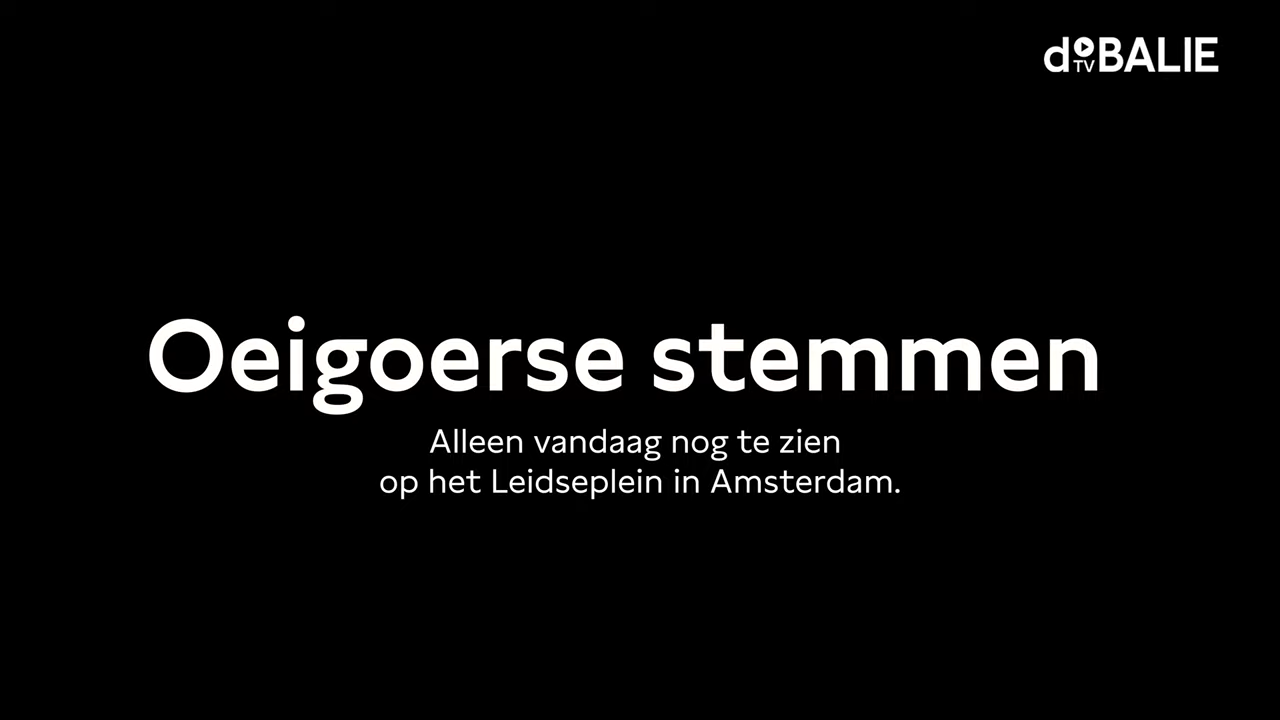 de TV BALIE
Oeigoerse stemmen
Alleen vandaag nog te zien
op het Leidseplein in Amsterdam.